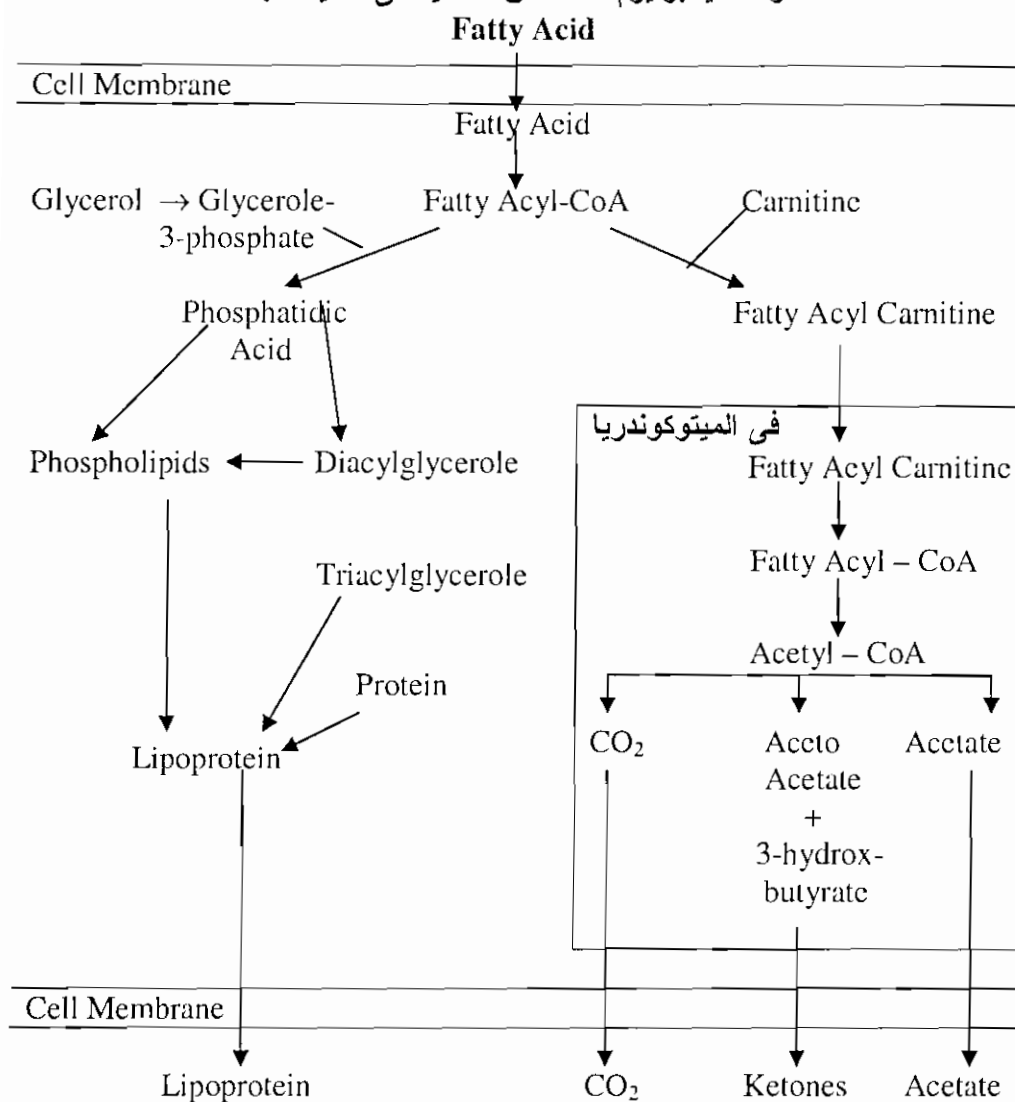 Fatty Acid
Cell Membrane
Fatty Acid
Glycerol → Glycerole-
3-phosphate
Fatty Acyl-CoA
Carnitine
Phosphatidic
Acid
Fatty Acyl Carnitine
فى الميتوكوندريا
Phospholipids
Diacylglycerole
Fatty Acyl Carnitine
Fatty Acyl – CoA
Triacylglycerole
Acetyl – CoA
Protein
Lipoprotein
CO₂
Aceto
Acetate
+
3-hydrox-
butyrate
Acetate
Cell Membrane
Lipoprotein
CO₂
Ketones
Acetate